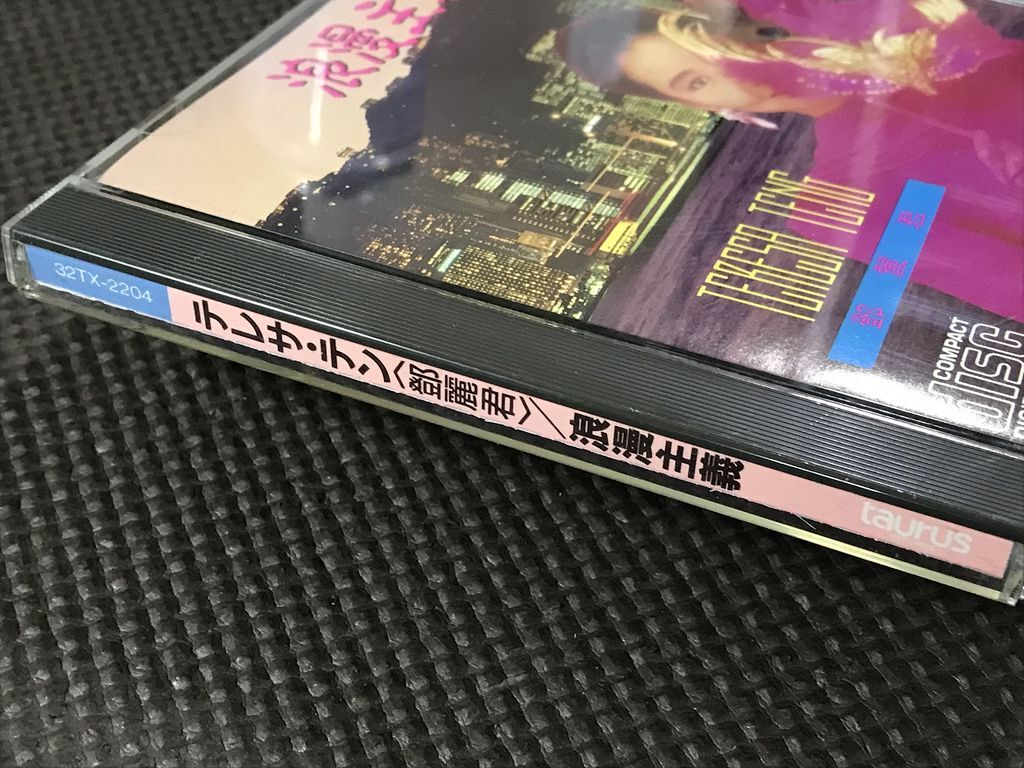 浪漫主
TERESA TENG
鄧麗君
COMPACT
DISC
32TX-2204
テレサ・テン〈鄧麗君〉／浪漫主義
taurus